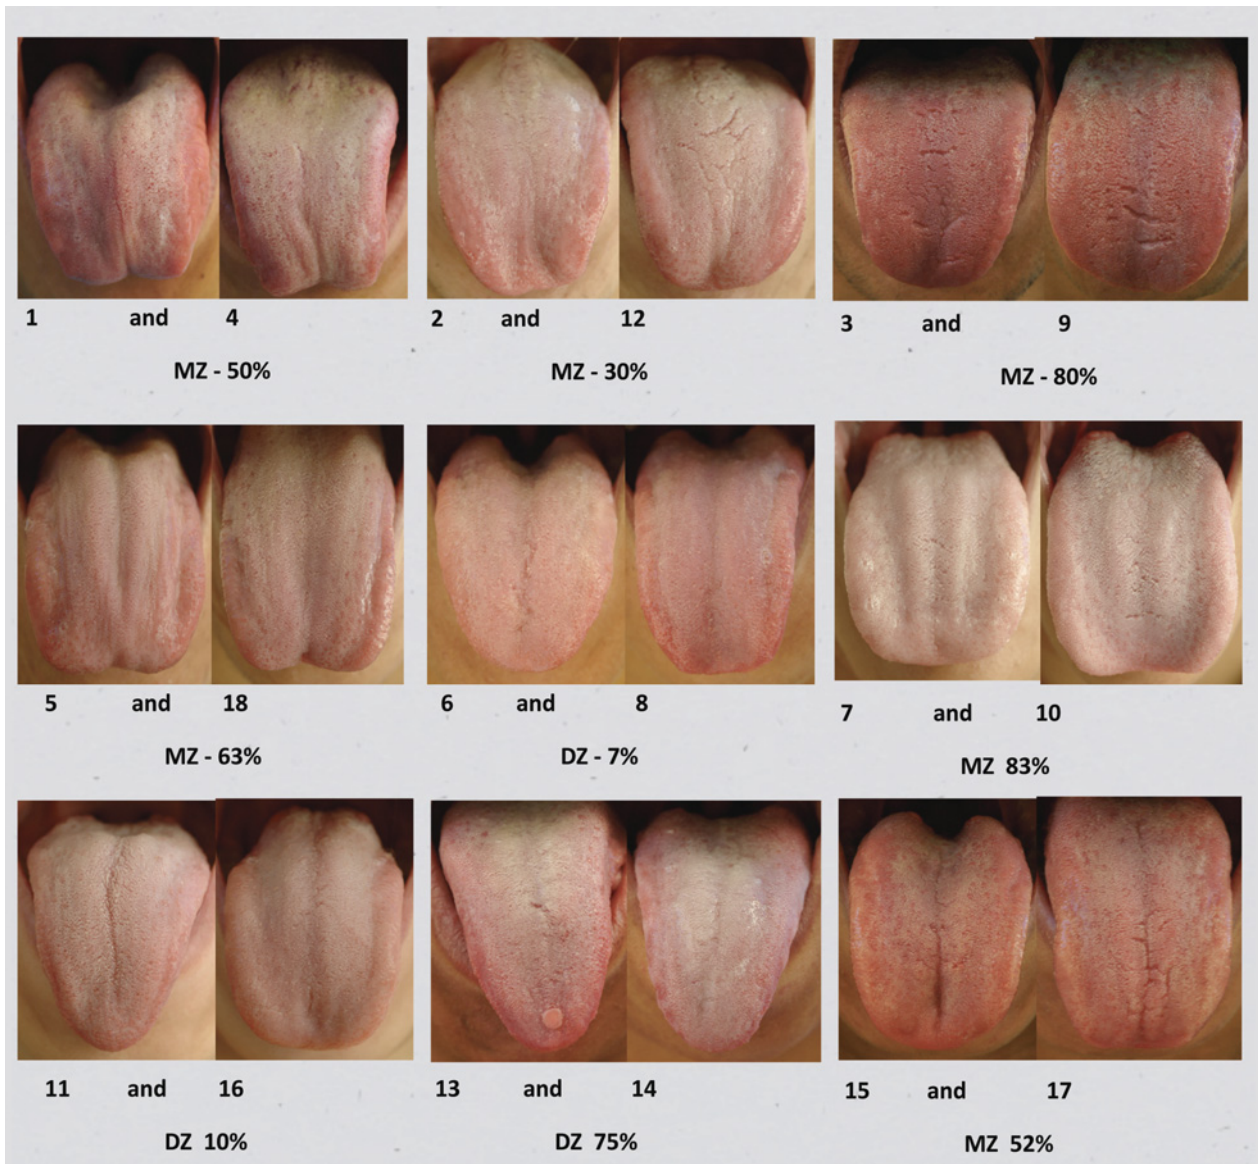 1 and 4
MZ - 50%
2 and 12
MZ - 30%
3 and 9
MZ - 80%
5 and 18
MZ - 63%
6 and 8
DZ - 7%
7 and 10
MZ 83%
11 and 16
DZ 10%
13 and 14
DZ 75%
15 and 17
MZ 52%